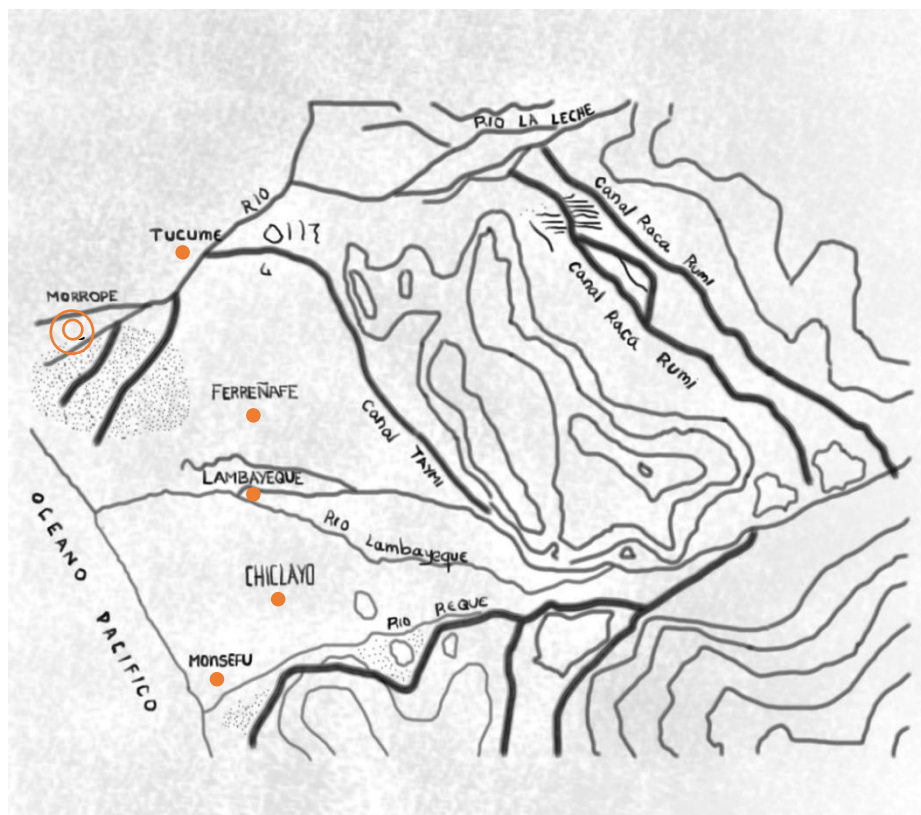 RIO LA LECHE
RIO
TUCUME
Canal Raca Rumi
Canal Raca Rumi
MORROPE
FERREÑAFE
Canal TAYMI
LAMBAYEQUE
RIO Lambayeque
OCEANO PACIFICO
CHICLAYO
RIO REQUE
MONSEFU